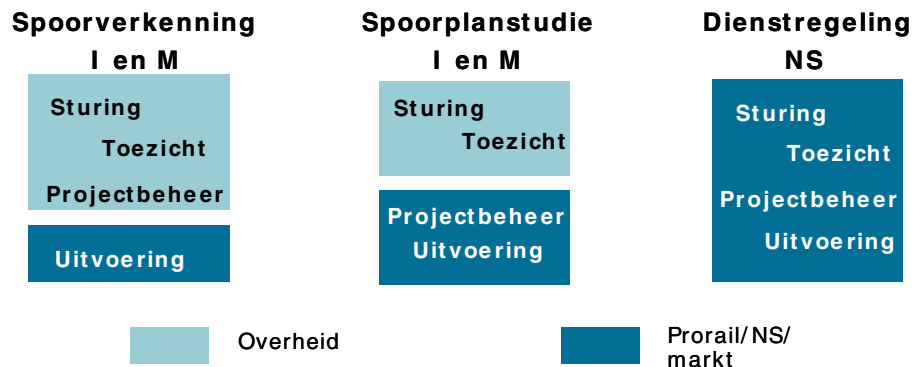 Spoorverkenning
I en M
Sturing
Toezicht
Projectbeheer
Uitvoering
Spoorplanstudie
I en M
Sturing
Toezicht
Projectbeheer
Uitvoering
Dienstregeling
NS
Sturing
Toezicht
Projectbeheer
Uitvoering
Overheid
Prorail/NS/
markt